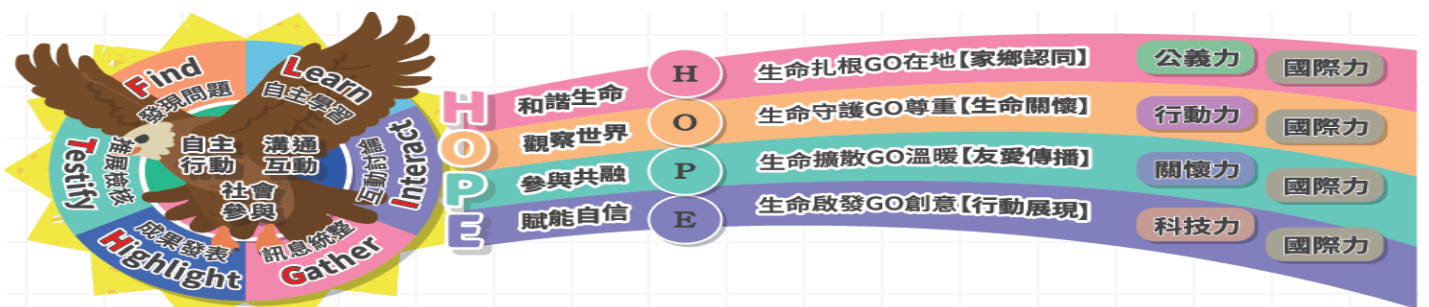 Find
發現問題
Learn
自主學習
Interact
互動討論
Gather
訊息統整
Highlight
成果發表
Testify
推展檢核
自主
行動
溝通
互動
社會
參與
HOPE
和諧生命 H 生命扎根GO在地【家鄉認同】 公義力 國際力
觀察世界 O 生命守護GO尊重【生命關懷】 行動力 國際力
參與共融 P 生命擴散GO溫暖【友愛傳播】 關懷力 國際力
賦能自信 E 生命啟發GO創意【行動展現】 科技力 國際力